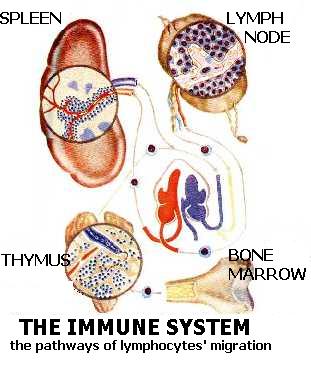 SPLEEN
LYMPH
NODE
THYMUS
BONE
MARROW
THE IMMUNE SYSTEM
the pathways of lymphocytes' migration